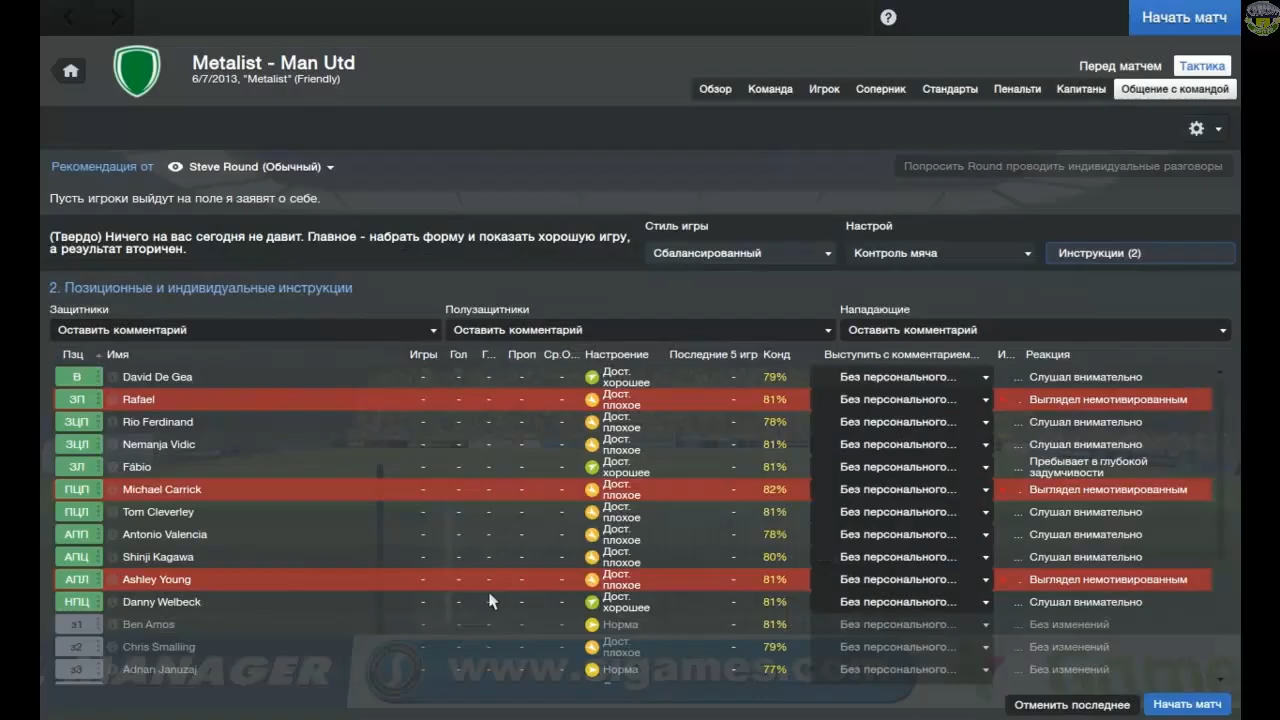 Начать матч
Metalist - Man Utd
6/7/2013, "Metalist" (Friendly)
Перед матчем Тактика
Обзор Команда Игрок Соперник Стандарты Пенальти Капитаны Общение с командой
Рекомендация от Steve Round (Обычный)
Попросить Round проводить индивидуальные разговоры
Пусть игроки выйдут на поле я заявят о себе.
(Твердо) Ничего на вас сегодня не давит. Главное - набрать форму и показать хорошую игру,
а результат вторичен.
Стиль игры Настрой
Сбалансированный Контроль мяча Инструкции (2)
2. Позиционные и индивидуальные инструкции
Защитники Полузащитники Нападающие
Оставить комментарий Оставить комментарий Оставить комментарий
Пзц Имя Игры Гол Г... Проп Ср.О... Настроение Последние 5 игр Конд Выступить с комментарием... И... Реакция
В David De Gea - - - - - Дост. хорошее - 79% Без персонального... ... Слушал внимательно
ЗП Rafael - - - - - Дост. плохое - 81% Без персонального... . Выглядел немотивированным
ЗЦП Rio Ferdinand - - - - - Дост. плохое - 78% Без персонального... ... Слушал внимательно
ЗЦЛ Nemanja Vidic - - - - - Дост. плохое - 81% Без персонального... ... Слушал внимательно
ЗЛ Fábio - - - - - Дост. хорошее - 81% Без персонального... ... Пребывает в глубокой задумчивости
ПЦП Michael Carrick - - - - - Дост. плохое - 82% Без персонального... . Выглядел немотивированным
ПЦЛ Tom Cleverley - - - - - Дост. плохое - 81% Без персонального... ... Слушал внимательно
АПП Antonio Valencia - - - - - Дост. плохое - 78% Без персонального... ... Слушал внимательно
АПЦ Shinji Kagawa - - - - - Дост. плохое - 80% Без персонального... ... Слушал внимательно
АПЛ Ashley Young - - - - - Дост. плохое - 81% Без персонального... . Выглядел немотивированным
НПЦ Danny Welbeck - - - - - Дост. хорошее - 81% Без персонального... ... Слушал внимательно
з1 Ben Amos - - - - - Норма - 81% Без персонального... ... Без изменений
з2 Chris Smalling - - - - - Дост. плохое - 79% Без персонального... ... Без изменений
з3 Adnan Januzaj - - - - - Норма - 77% Без персонального... ... Без изменений
Отменить последнее Начать матч